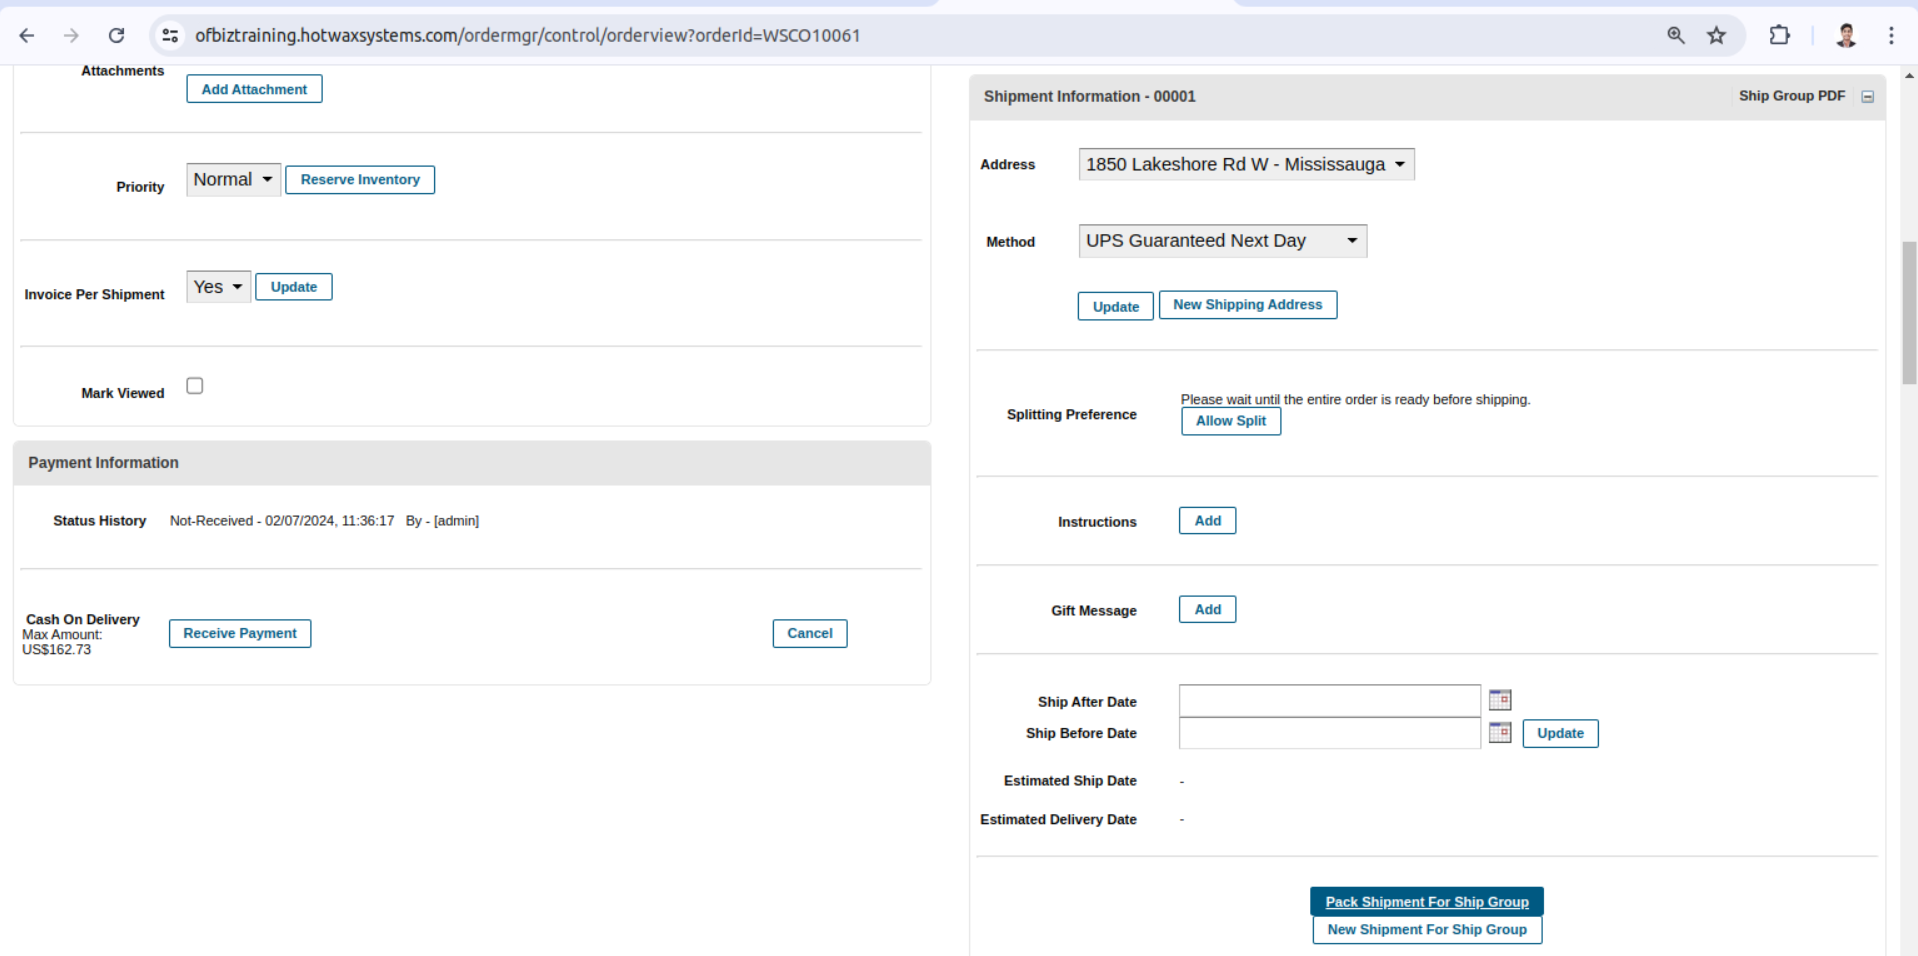 ofbiztraining.hotwaxsystems.com/ordermgr/control/orderview?orderId=WSCO10061
Attachments
Add Attachment
Priority
Normal
Reserve Inventory
Invoice Per Shipment
Yes
Update
Mark Viewed
Payment Information
Status History
Not-Received - 02/07/2024, 11:36:17 By - [admin]
Cash On Delivery
Max Amount:
US$162.73
Receive Payment
Cancel
Shipment Information - 00001
Ship Group PDF
Address
1850 Lakeshore Rd W - Mississauga
Method
UPS Guaranteed Next Day
Update
New Shipping Address
Splitting Preference
Please wait until the entire order is ready before shipping.
Allow Split
Instructions
Add
Gift Message
Add
Ship After Date
Ship Before Date
Update
Estimated Ship Date
-
Estimated Delivery Date
-
Pack Shipment For Ship Group
New Shipment For Ship Group